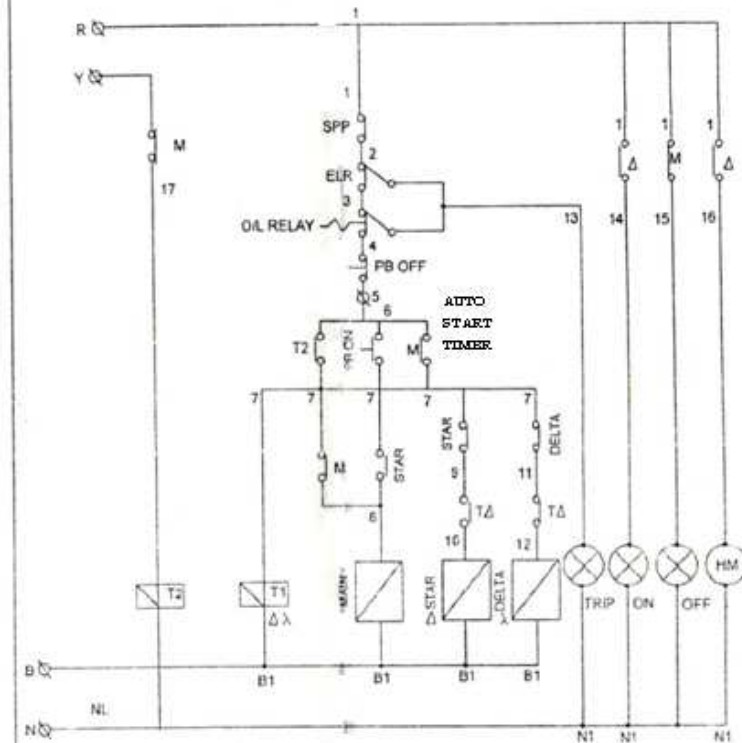 1
R
Y
1
SPP
M
2
ELR
17
3
O/L RELAY
4
PB OFF
5
6
AUTO
START
TIMER
T2
PB ON
M
7
7
7
7
7
M
STAR
STAR
DELTA
9
11
6
TΔ
TΔ
10
12
T2
T1
Δ λ
MAIN
STAR
Δ
DELTA
λ
1
1
1
Δ
M
Δ
13
14
15
16
HM
TRIP
ON
OFF
B
B1
B1
B1
B1
NL
N
N1
N1
N1